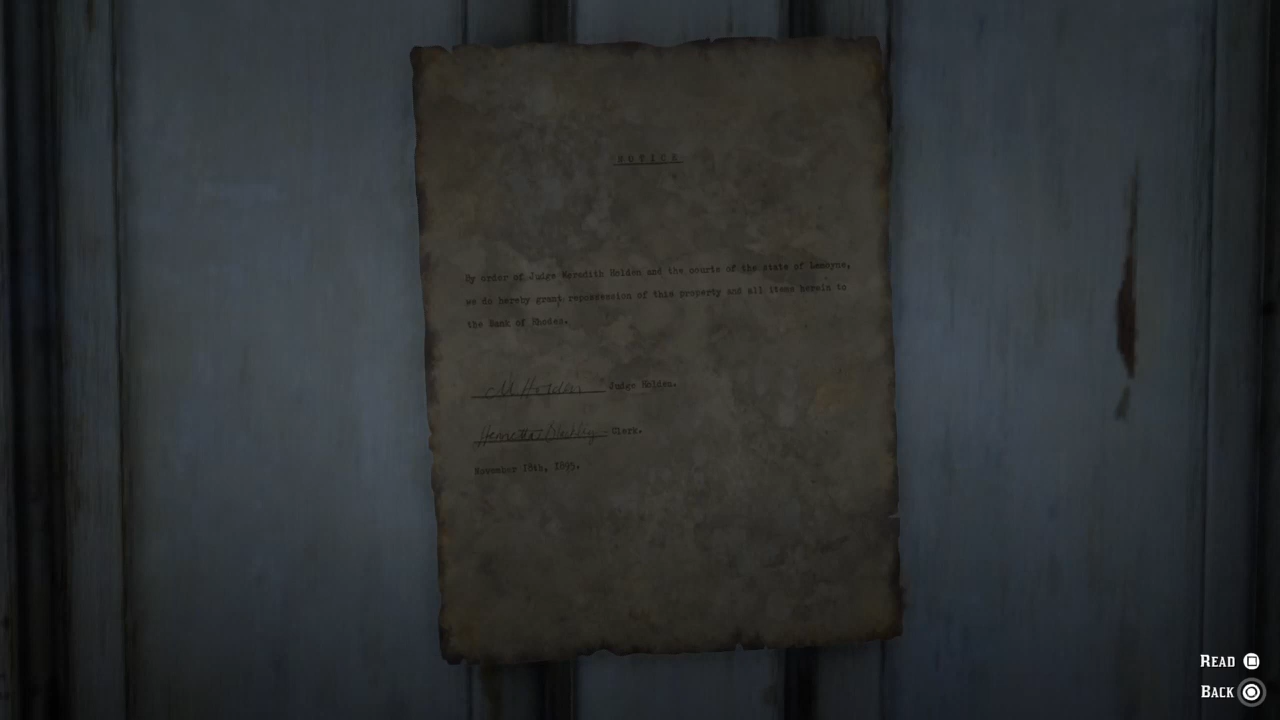 NOTICE
By order of Judge Meredith Holden and the courts of the state of Lemoyne,
we do hereby grant repossession of this property and all items herein to
the Bank of Rhodes.
M Holden Judge Holden.
Henrietta Clerk.
November 18th, 1895.
READ
BACK